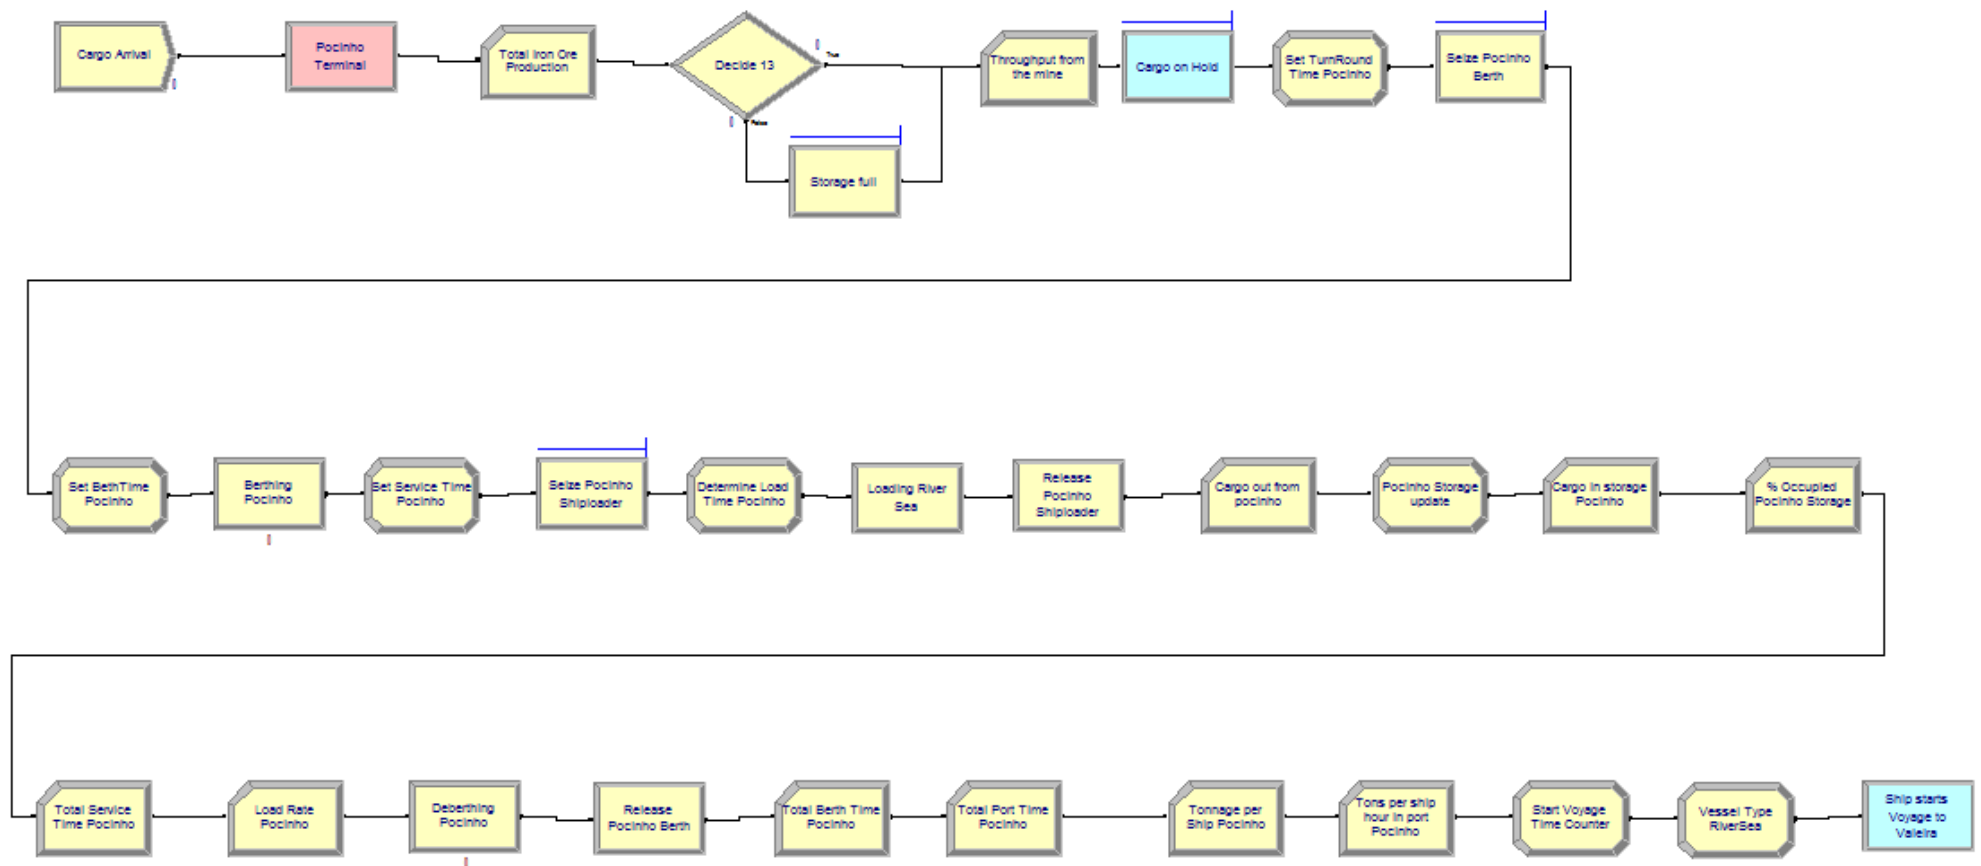 Cargo Arrival
Pocinho
Terminal
Total Iron Ore
Production
Decide 13
True
False
Storage full
Throughput from
the mine
Cargo on Hold
Set TurnRound
Time Pocinho
Seize Pocinho
Berth
Set BethTime
Pocinho
Berthing
Pocinho
Set Service Time
Pocinho
Seize Pocinho
Shiploader
Determine Load
Time Pocinho
Loading River
Sea
Release
Pocinho
Shiploader
Cargo out from
pocinho
Pocinho Storage
update
Cargo in storage
Pocinho
% Occupied
Pocinho Storage
Total Service
Time Pocinho
Load Rate
Pocinho
Deberthing
Pocinho
Release
Pocinho Berth
Total Berth Time
Pocinho
Total Port Time
Pocinho
Tonnage per
Ship Pocinho
Tons per ship
hour in port
Pocinho
Start Voyage
Time Counter
Vessel Type
RiverSea
Ship starts
Voyage to
Valeira